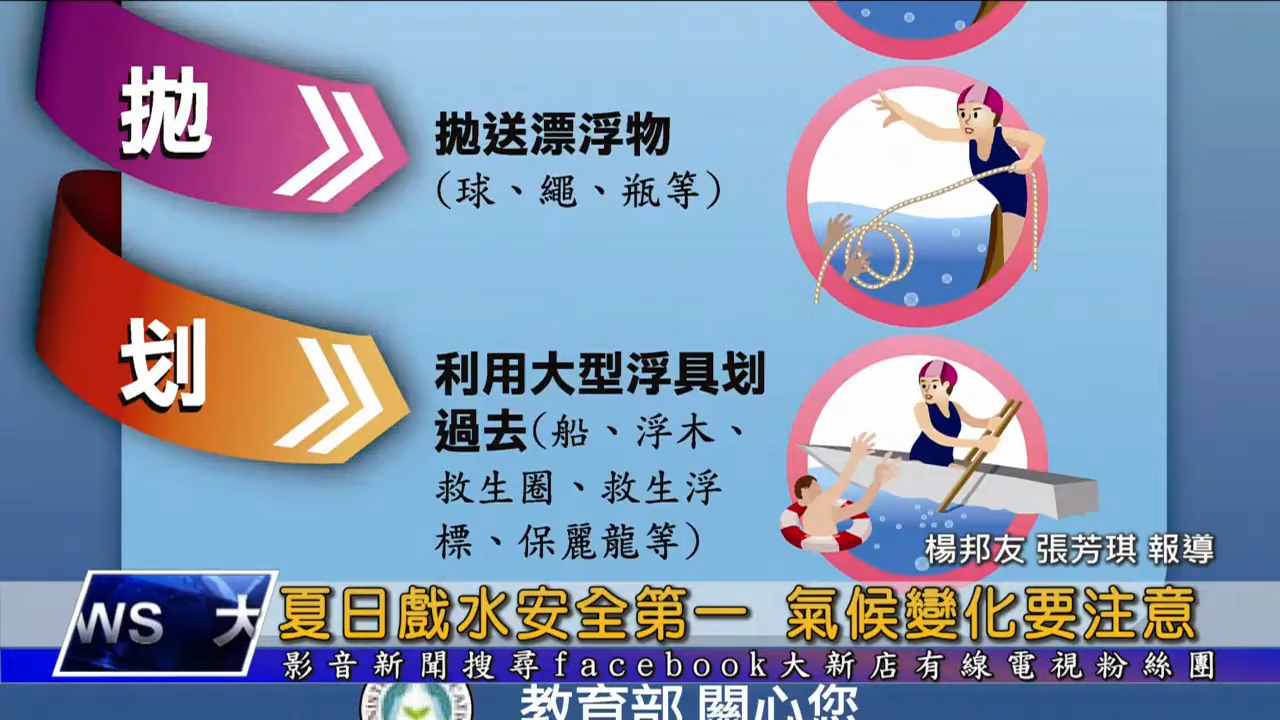 拋
拋送漂浮物
(球、繩、瓶等)
划
利用大型浮具划
過去(船、浮木、
救生圈、救生浮
標、保麗龍等)
楊邦友 張芳琪 報導
WS 大
夏日戲水安全第一 氣候變化要注意
影音新聞搜尋facebook大新店有線電視粉絲團
教育部 關心您